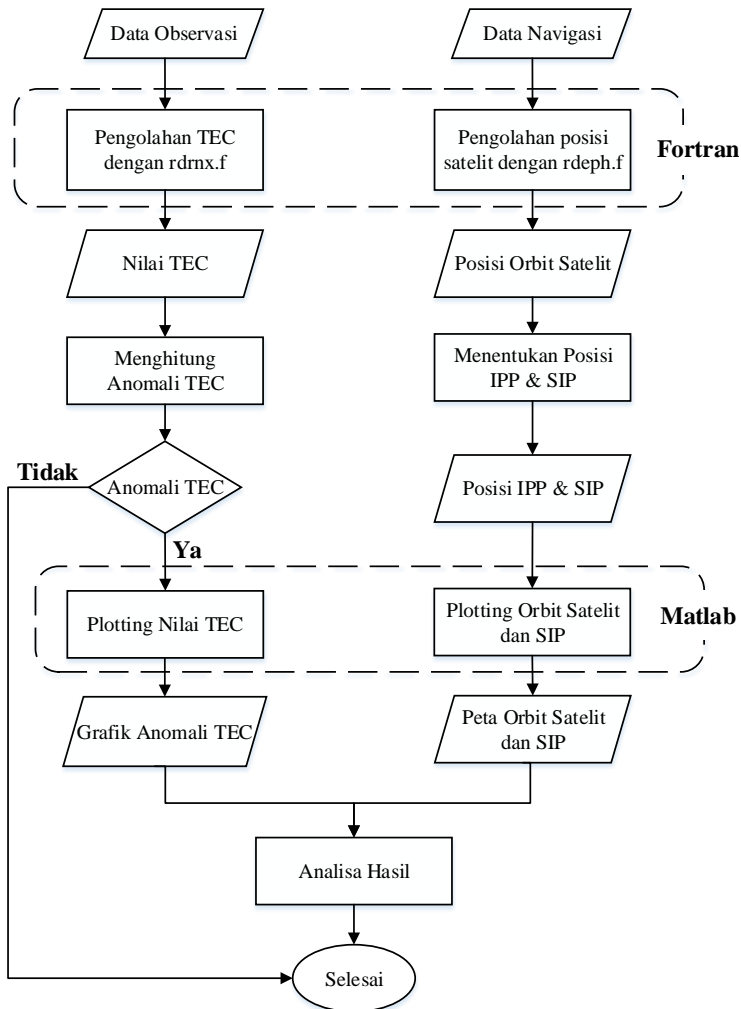 Data Observasi
Data Navigasi
Pengolahan TEC
dengan rdrnx.f
Pengolahan posisi
satelit dengan rdeph.f
Fortran
Nilai TEC
Posisi Orbit Satelit
Menghitung
Anomali TEC
Menentukan Posisi
IPP & SIP
Tidak
Anomali TEC
Posisi IPP & SIP
Ya
Plotting Nilai TEC
Plotting Orbit Satelit
dan SIP
Matlab
Grafik Anomali TEC
Peta Orbit Satelit
dan SIP
Analisa Hasil
Selesai